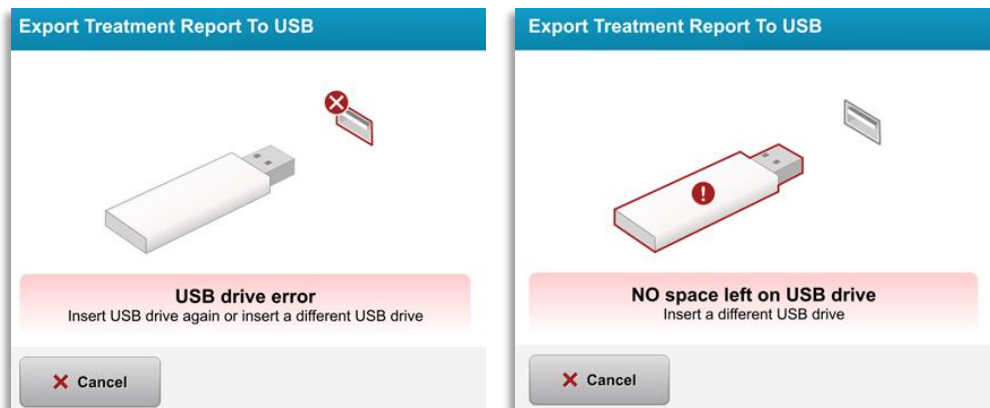 Export Treatment Report To USB
USB drive error
Insert USB drive again or insert a different USB drive
Cancel
Export Treatment Report To USB
NO space left on USB drive
Insert a different USB drive
Cancel